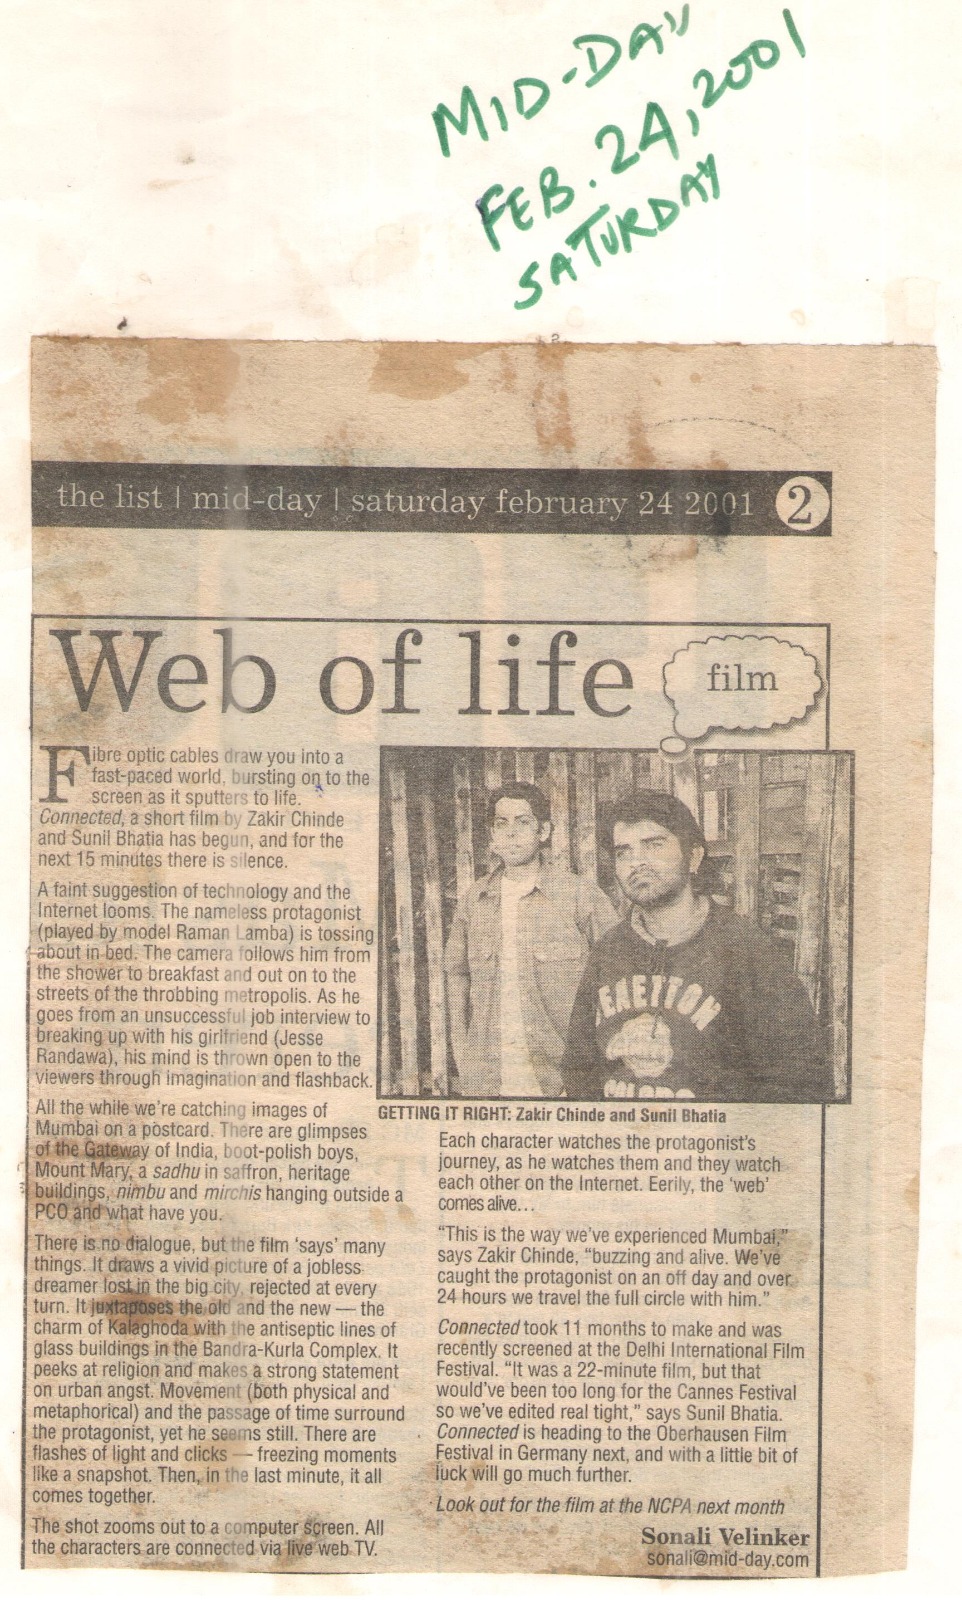 MID-DAY
FEB. 24, 2001
SATURDAY
the list | mid-day | saturday february 24 2001 2
Web of life
film
Fibre optic cables draw you into a
fast-paced world, bursting on to the
screen as it sputters to life.
Connected, a short film by Zakir Chinde
and Sunil Bhatia has begun, and for the
next 15 minutes there is silence.
A faint suggestion of technology and the
Internet looms. The nameless protagonist
(played by model Raman Lamba) is tossing
about in bed. The camera follows him from
the shower to breakfast and out on to the
streets of the throbbing metropolis. As he
goes from an unsuccessful job interview to
breaking up with his girlfriend (Jesse
Randawa), his mind is thrown open to the
viewers through imagination and flashback.
All the while we're catching images of
Mumbai on a postcard. There are glimpses
of the Gateway of India, boot-polish boys,
Mount Mary, a sadhu in saffron, heritage
buildings, nimbu and mirchis hanging outside a
PCO and what have you.
There is no dialogue, but the film 'says' many
things. It draws a vivid picture of a jobless
dreamer lost in the big city, rejected at every
turn. It juxtaposes the old and the new — the
charm of Kalaghoda with the antiseptic lines of
glass buildings in the Bandra-Kurla Complex. It
peeks at religion and makes a strong statement
on urban angst. Movement (both physical and
metaphorical) and the passage of time surround
the protagonist, yet he seems still. There are
flashes of light and clicks — freezing moments
like a snapshot. Then, in the last minute, it all
comes together.
The shot zooms out to a computer screen. All
the characters are connected via live web TV.
BENETTON
GETTING IT RIGHT: Zakir Chinde and Sunil Bhatia
Each character watches the protagonist's
journey, as he watches them and they watch
each other on the Internet. Eerily, the 'web'
comes alive…
"This is the way we've experienced Mumbai,"
says Zakir Chinde, "buzzing and alive. We've
caught the protagonist on an off day and over
24 hours we travel the full circle with him."
Connected took 11 months to make and was
recently screened at the Delhi International Film
Festival. "It was a 22-minute film, but that
would've been too long for the Cannes Festival
so we've edited real tight," says Sunil Bhatia.
Connected is heading to the Oberhausen Film
Festival in Germany next, and with a little bit of
luck will go much further.
Look out for the film at the NCPA next month
Sonali Velinker
sonali@mid-day.com